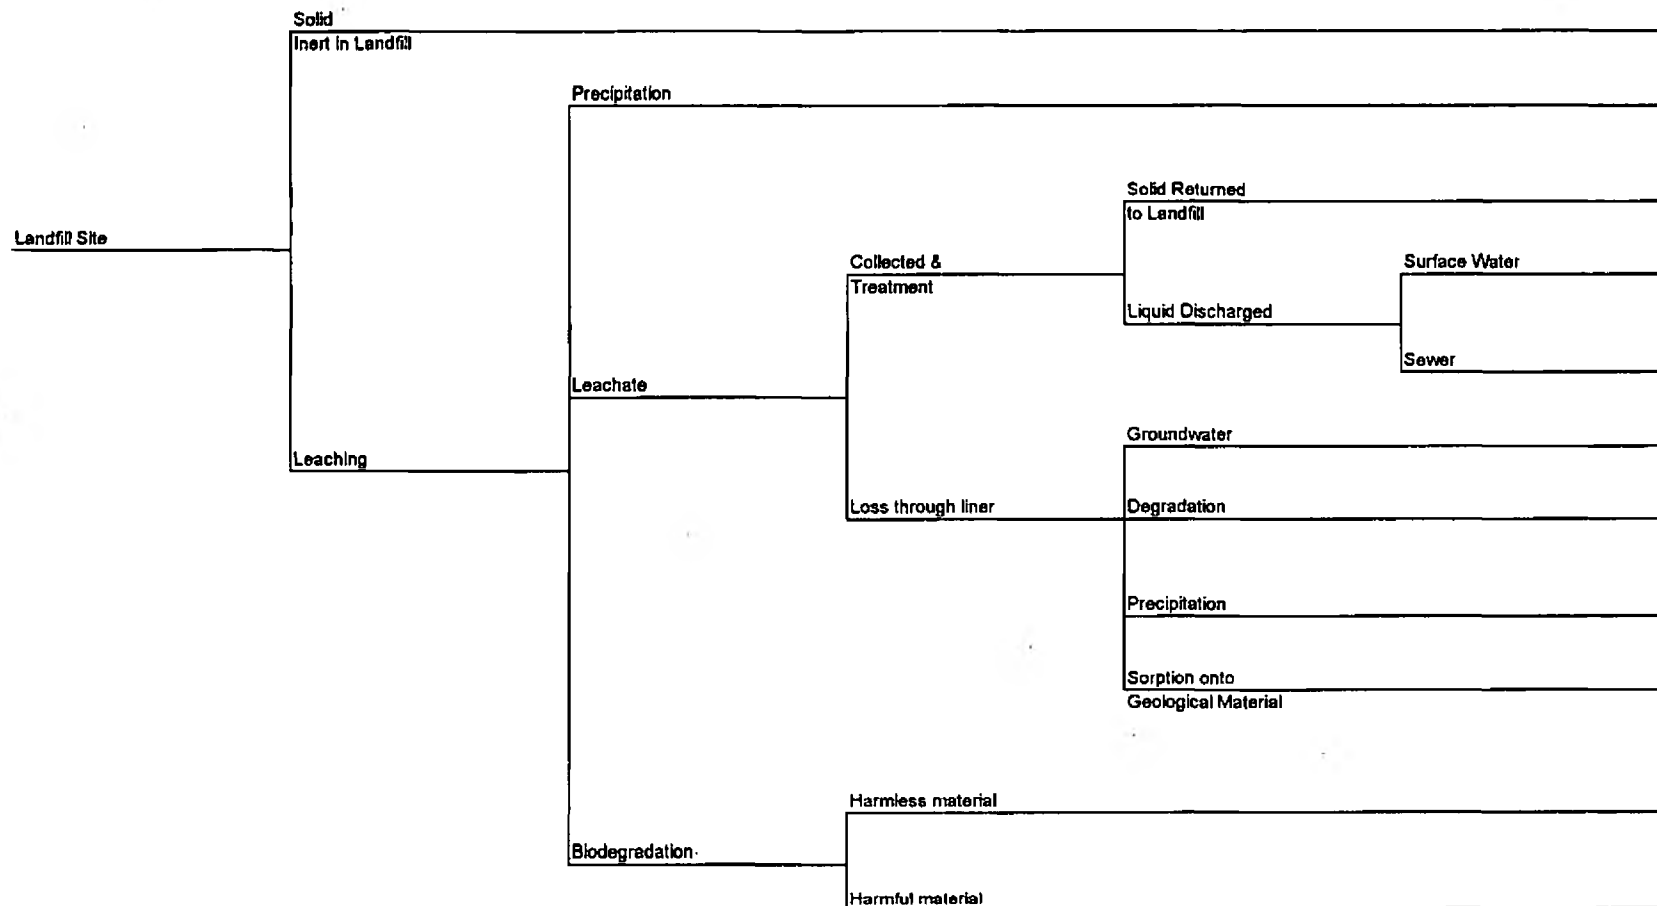 Solid
Inert in Landfill
Precipitation
Solid Returned
to Landfill
Landfill Site
Collected &
Treatment
Surface Water
Liquid Discharged
Sewer
Leachate
Groundwater
Leaching
Loss through liner
Degradation
Precipitation
Sorption onto
Geological Material
Harmless material
Biodegradation
Harmful material